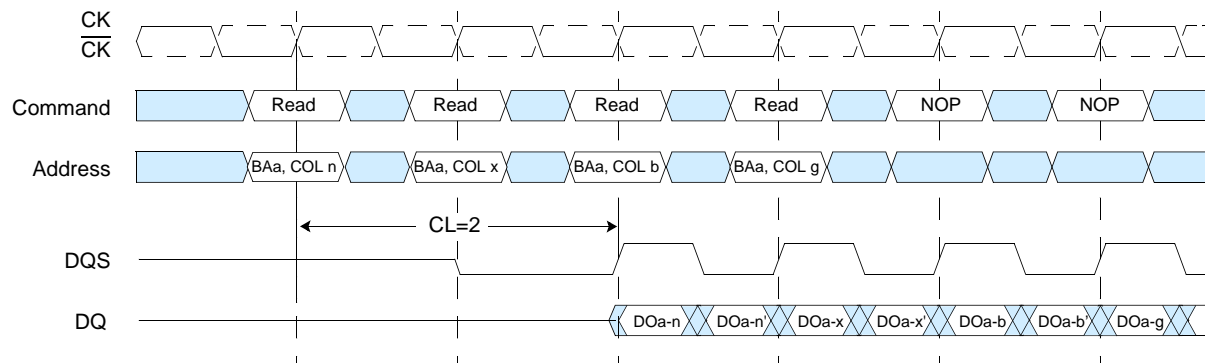 CK
CK
Command Read Read Read Read NOP NOP
Address BAa, COL n BAa, COL x BAa, COL b BAa, COL g
CL=2
DQS
DQ DOa-n DOa-n' DOa-x DOa-x' DOa-b DOa-b' DOa-g